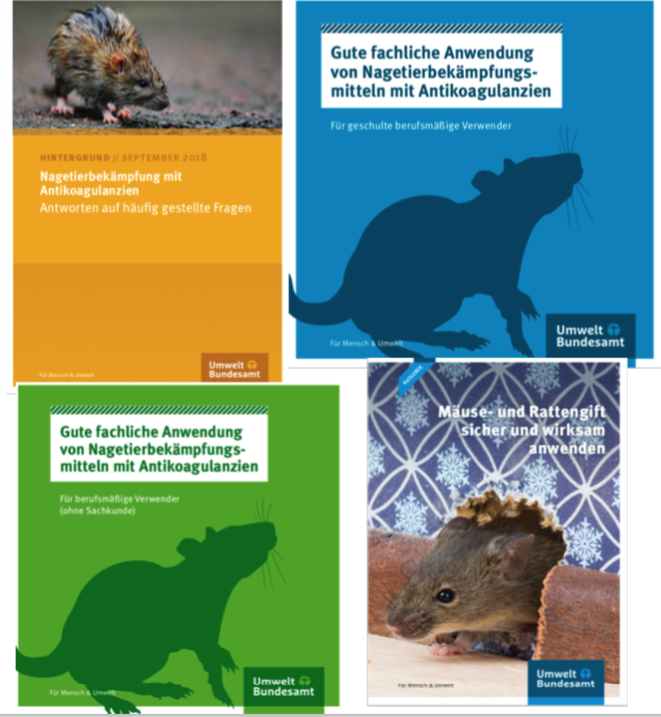 HINTERGRUND // SEPTEMBER 2018
Nagetierbekämpfung mit
Antikoagulanzien
Antworten auf häufig gestellte Fragen
Für Mensch & Umwelt
Umwelt
Bundesamt
Gute fachliche Anwendung
von Nagetierbekämpfungs-
mitteln mit Antikoagulanzien
Für geschulte berufsmäßige Verwender
Für Mensch & Umwelt
Umwelt
Bundesamt
Gute fachliche Anwendung
von Nagetierbekämpfungs-
mitteln mit Antikoagulanzien
Für berufsmäßige Verwender
(ohne Sachkunde)
Für Mensch & Umwelt
Umwelt
Bundesamt
RATGEBER
Mäuse- und Rattengift
sicher und wirksam
anwenden
Für Mensch & Umwelt
Umwelt
Bundesamt